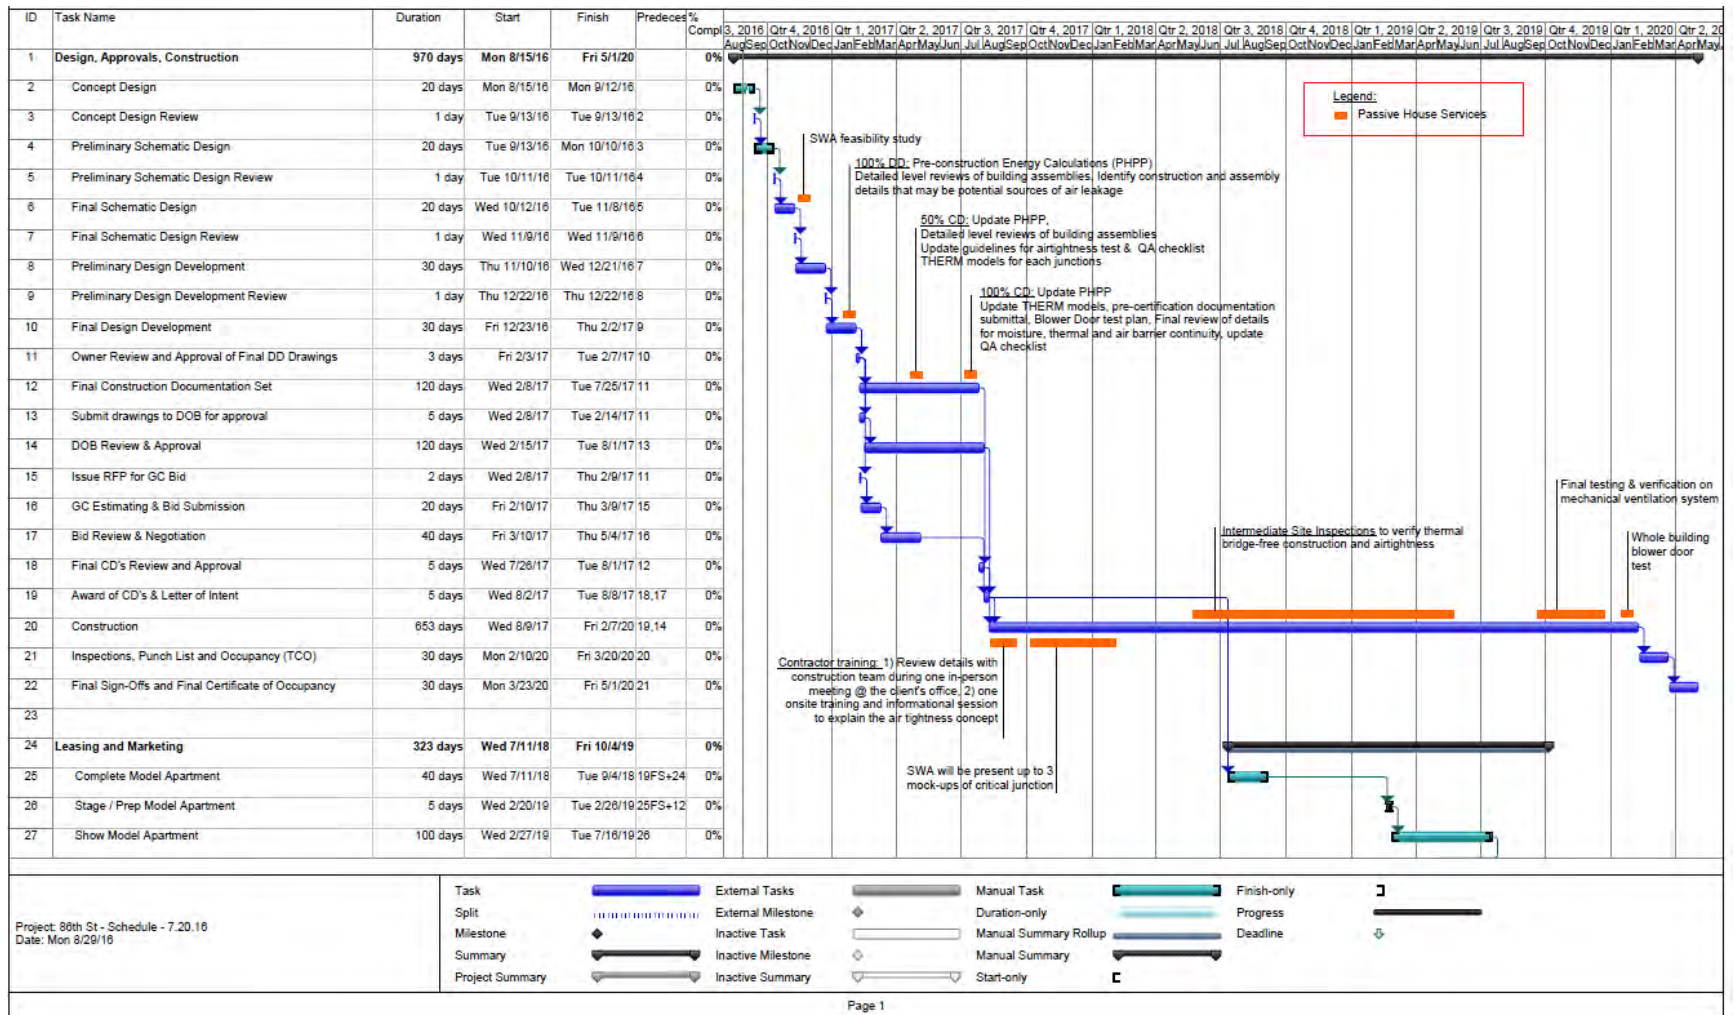 ID Task Name Duration Start Finish Predeces % Compl
3, 2016 Qtr 4, 2016 Qtr 1, 2017 Qtr 2, 2017 Qtr 3, 2017 Qtr 4, 2017 Qtr 1, 2018 Qtr 2, 2018 Qtr 3, 2018 Qtr 4, 2018 Qtr 1, 2019 Qtr 2, 2019 Qtr 3, 2019 Qtr 4, 2019 Qtr 1, 2020 Qtr 2, 20
Aug Sep Oct Nov Dec Jan Feb Mar Apr May Jun Jul Aug Sep Oct Nov Dec Jan Feb Mar Apr May Jun Jul Aug Sep Oct Nov Dec Jan Feb Mar Apr May Jun Jul Aug Sep Oct Nov Dec Jan Feb Mar Apr May
1 Design, Approvals, Construction 970 days Mon 8/15/16 Fri 5/1/20 0%
2 Concept Design 20 days Mon 8/15/16 Mon 9/12/16 0%
3 Concept Design Review 1 day Tue 9/13/16 Tue 9/13/16 2 0%
4 Preliminary Schematic Design 20 days Tue 9/13/16 Mon 10/10/16 3 0%
5 Preliminary Schematic Design Review 1 day Tue 10/11/16 Tue 10/11/16 4 0%
6 Final Schematic Design 20 days Wed 10/12/16 Tue 11/8/16 5 0%
7 Final Schematic Design Review 1 day Wed 11/9/16 Wed 11/9/16 6 0%
8 Preliminary Design Development 30 days Thu 11/10/16 Wed 12/21/16 7 0%
9 Preliminary Design Development Review 1 day Thu 12/22/16 Thu 12/22/16 8 0%
10 Final Design Development 30 days Fri 12/23/16 Thu 2/2/17 9 0%
11 Owner Review and Approval of Final DD Drawings 3 days Fri 2/3/17 Tue 2/7/17 10 0%
12 Final Construction Documentation Set 120 days Wed 2/8/17 Tue 7/25/17 11 0%
13 Submit drawings to DOB for approval 5 days Wed 2/8/17 Tue 2/14/17 11 0%
14 DOB Review & Approval 120 days Wed 2/15/17 Tue 8/1/17 13 0%
15 Issue RFP for GC Bid 2 days Wed 2/8/17 Thu 2/9/17 11 0%
16 GC Estimating & Bid Submission 20 days Fri 2/10/17 Thu 3/9/17 15 0%
17 Bid Review & Negotiation 40 days Fri 3/10/17 Thu 5/4/17 16 0%
18 Final CD's Review and Approval 5 days Wed 7/26/17 Tue 8/1/17 12 0%
19 Award of CD's & Letter of Intent 5 days Wed 8/2/17 Tue 8/8/17 18,17 0%
20 Construction 653 days Wed 8/9/17 Fri 2/7/20 19,14 0%
21 Inspections, Punch List and Occupancy (TCO) 30 days Mon 2/10/20 Fri 3/20/20 20 0%
22 Final Sign-Offs and Final Certificate of Occupancy 30 days Mon 3/23/20 Fri 5/1/20 21 0%
23
24 Leasing and Marketing 323 days Wed 7/11/18 Fri 10/4/19 0%
25 Complete Model Apartment 40 days Wed 7/11/18 Tue 9/4/18 19FS+24 0%
26 Stage / Prep Model Apartment 5 days Wed 2/20/19 Tue 2/26/19 25FS+12 0%
27 Show Model Apartment 100 days Wed 2/27/19 Tue 7/16/19 26 0%
Legend:
Passive House Services
SWA feasibility study
100% DD: Pre-construction Energy Calculations (PHPP)
Detailed level reviews of building assemblies, Identify construction and assembly
details that may be potential sources of air leakage
50% CD: Update PHPP,
Detailed level reviews of building assemblies
Update guidelines for airtightness test & QA checklist
THERM models for each junctions
100% CD: Update PHPP
Update THERM models, pre-certification documentation
submittal, Blower Door test plan, Final review of details
for moisture, thermal and air barrier continuity, update
QA checklist
Final testing & verification on
mechanical ventilation system
Intermediate Site Inspections to verify thermal
bridge-free construction and airtightness
Whole building
blower door
test
Contractor training: 1) Review details with
construction team during one in-person
meeting @ the client's office, 2) one
onsite training and informational session
to explain the air tightness concept
SWA will be present up to 3
mock-ups of critical junction
Project: 86th St - Schedule - 7.20.16
Date: Mon 8/29/16
Task External Tasks Manual Task Finish-only
Split External Milestone Duration-only Progress
Milestone Inactive Task Manual Summary Rollup Deadline
Summary Inactive Milestone Manual Summary
Project Summary Inactive Summary Start-only
Page 1